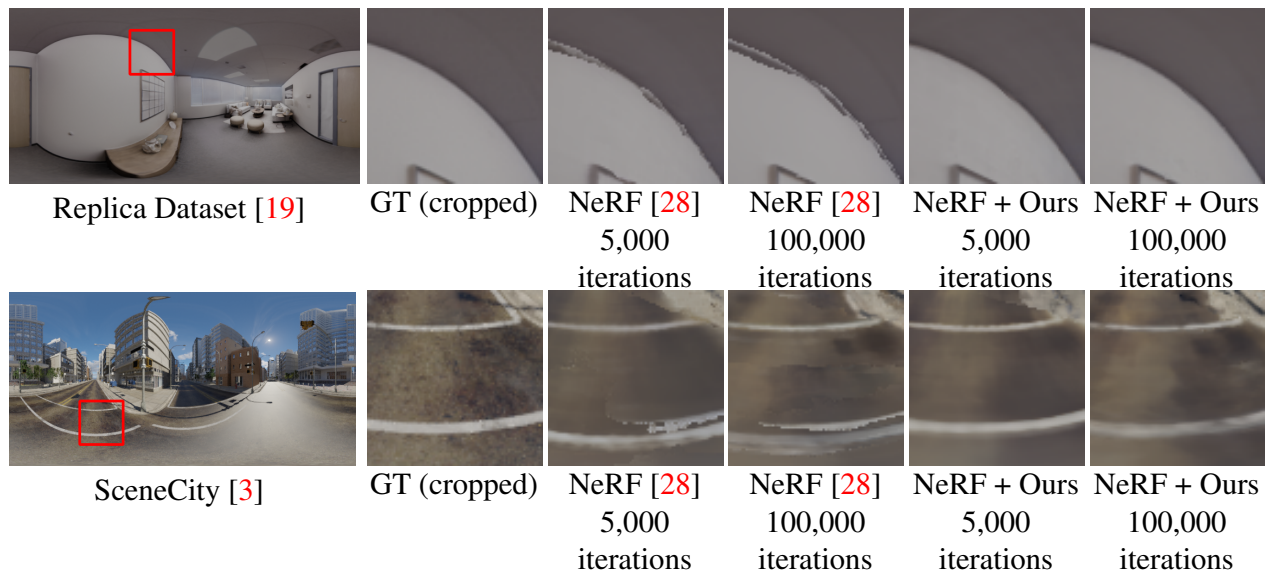 Replica Dataset [19]
GT (cropped)
NeRF [28]
5,000
iterations
NeRF [28]
100,000
iterations
NeRF + Ours
5,000
iterations
NeRF + Ours
100,000
iterations
SceneCity [3]
GT (cropped)
NeRF [28]
5,000
iterations
NeRF [28]
100,000
iterations
NeRF + Ours
5,000
iterations
NeRF + Ours
100,000
iterations